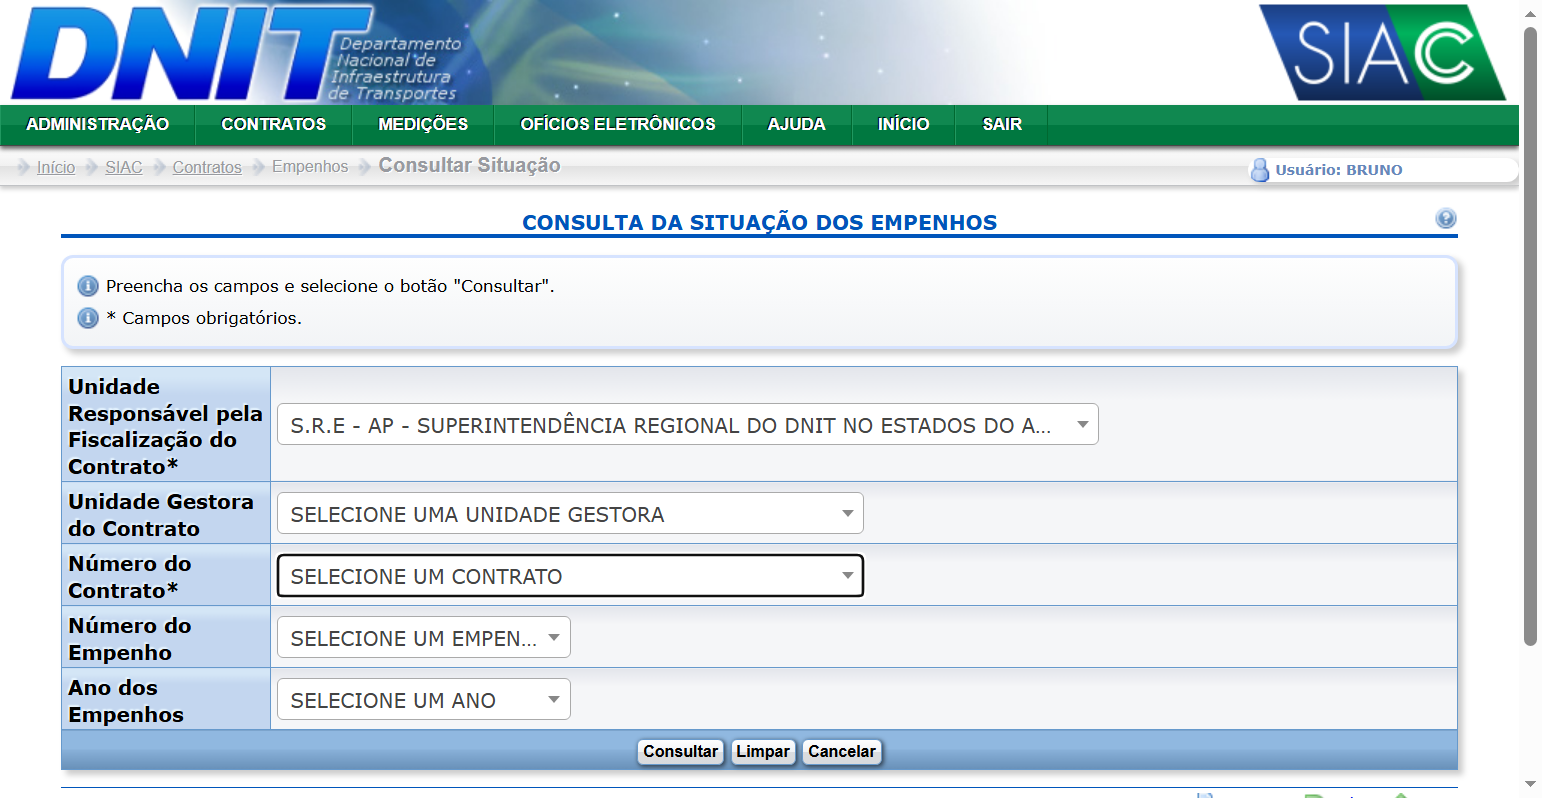 DNIT
Departamento
Nacional de
Infraestrutura
de Transportes
SIAC
ADMINISTRAÇÃO CONTRATOS MEDIÇÕES OFÍCIOS ELETRÔNICOS AJUDA INÍCIO SAIR
Início SIAC Contratos Empenhos Consultar Situação
Usuário: BRUNO
CONSULTA DA SITUAÇÃO DOS EMPENHOS
Preencha os campos e selecione o botão "Consultar".
* Campos obrigatórios.
Unidade
Responsável pela
Fiscalização do
Contrato*
S.R.E - AP - SUPERINTENDÊNCIA REGIONAL DO DNIT NO ESTADOS DO A...
Unidade Gestora
do Contrato
SELECIONE UMA UNIDADE GESTORA
Número do
Contrato*
SELECIONE UM CONTRATO
Número do
Empenho
SELECIONE UM EMPEN...
Ano dos
Empenhos
SELECIONE UM ANO
Consultar Limpar Cancelar